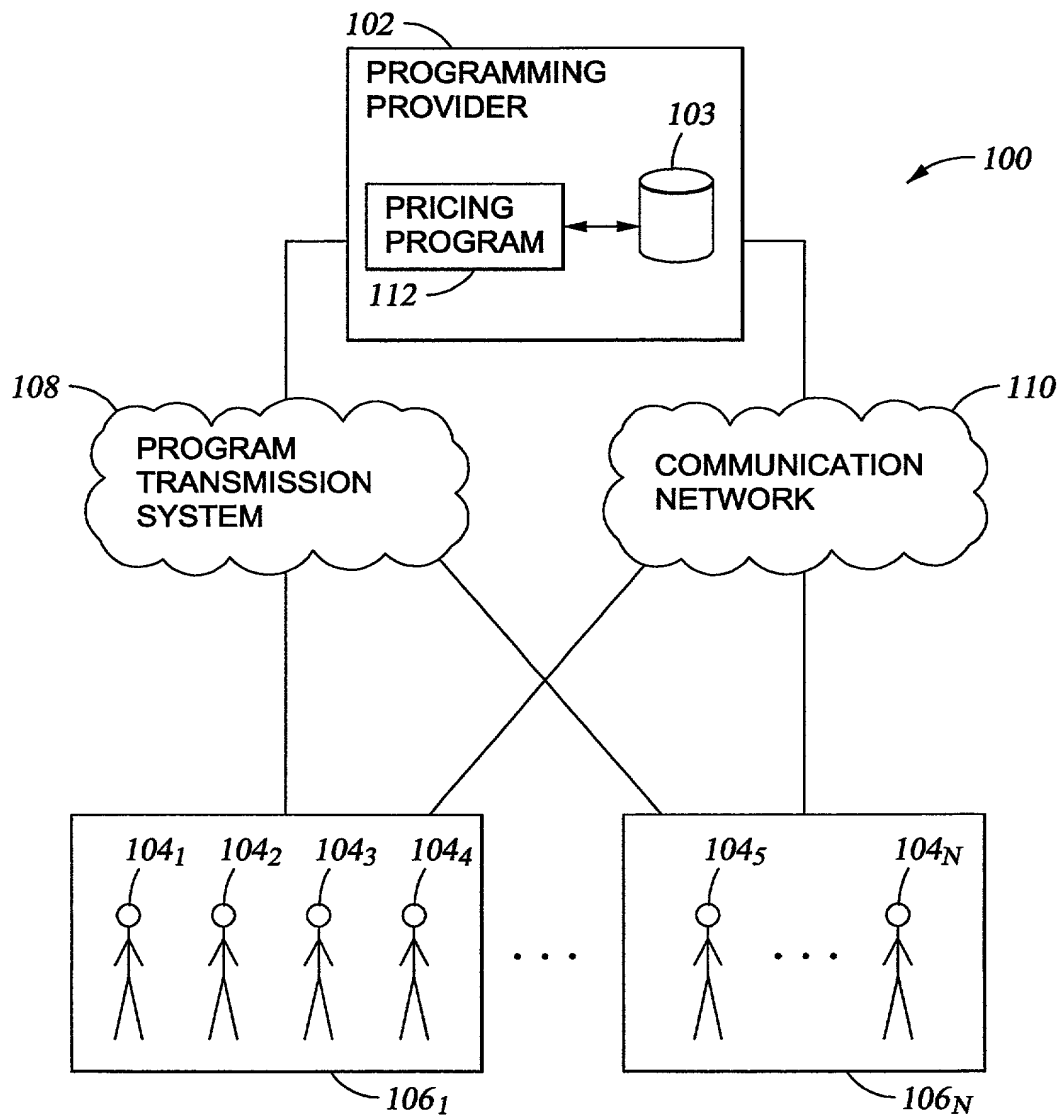 102
PROGRAMMING
PROVIDER
103
100
PRICING
PROGRAM
112
108
110
PROGRAM
TRANSMISSION
SYSTEM
COMMUNICATION
NETWORK
104₁ 104₂ 104₃ 104₄ 104₅ 104N
. . . . . .
106₁ 106N